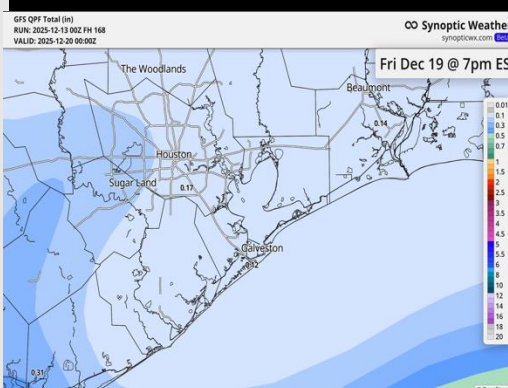 GFS QPF Total (in)
RUN: 2025-12-13 00Z FH 168
VALID: 2025-12-20 00:00Z
Synoptic Weather
synopticwx.com Beta
Fri Dec 19 @ 7pm ES
The Woodlands
Beaumont
0.14
Houston
Sugar Land
0.17
Galveston
0.31
0.01
0.1
0.3
0.5
0.7
1
1.5
2
2.5
3
3.5
4
4.5
5
5.5
6
8
10
12
14
16
18
20